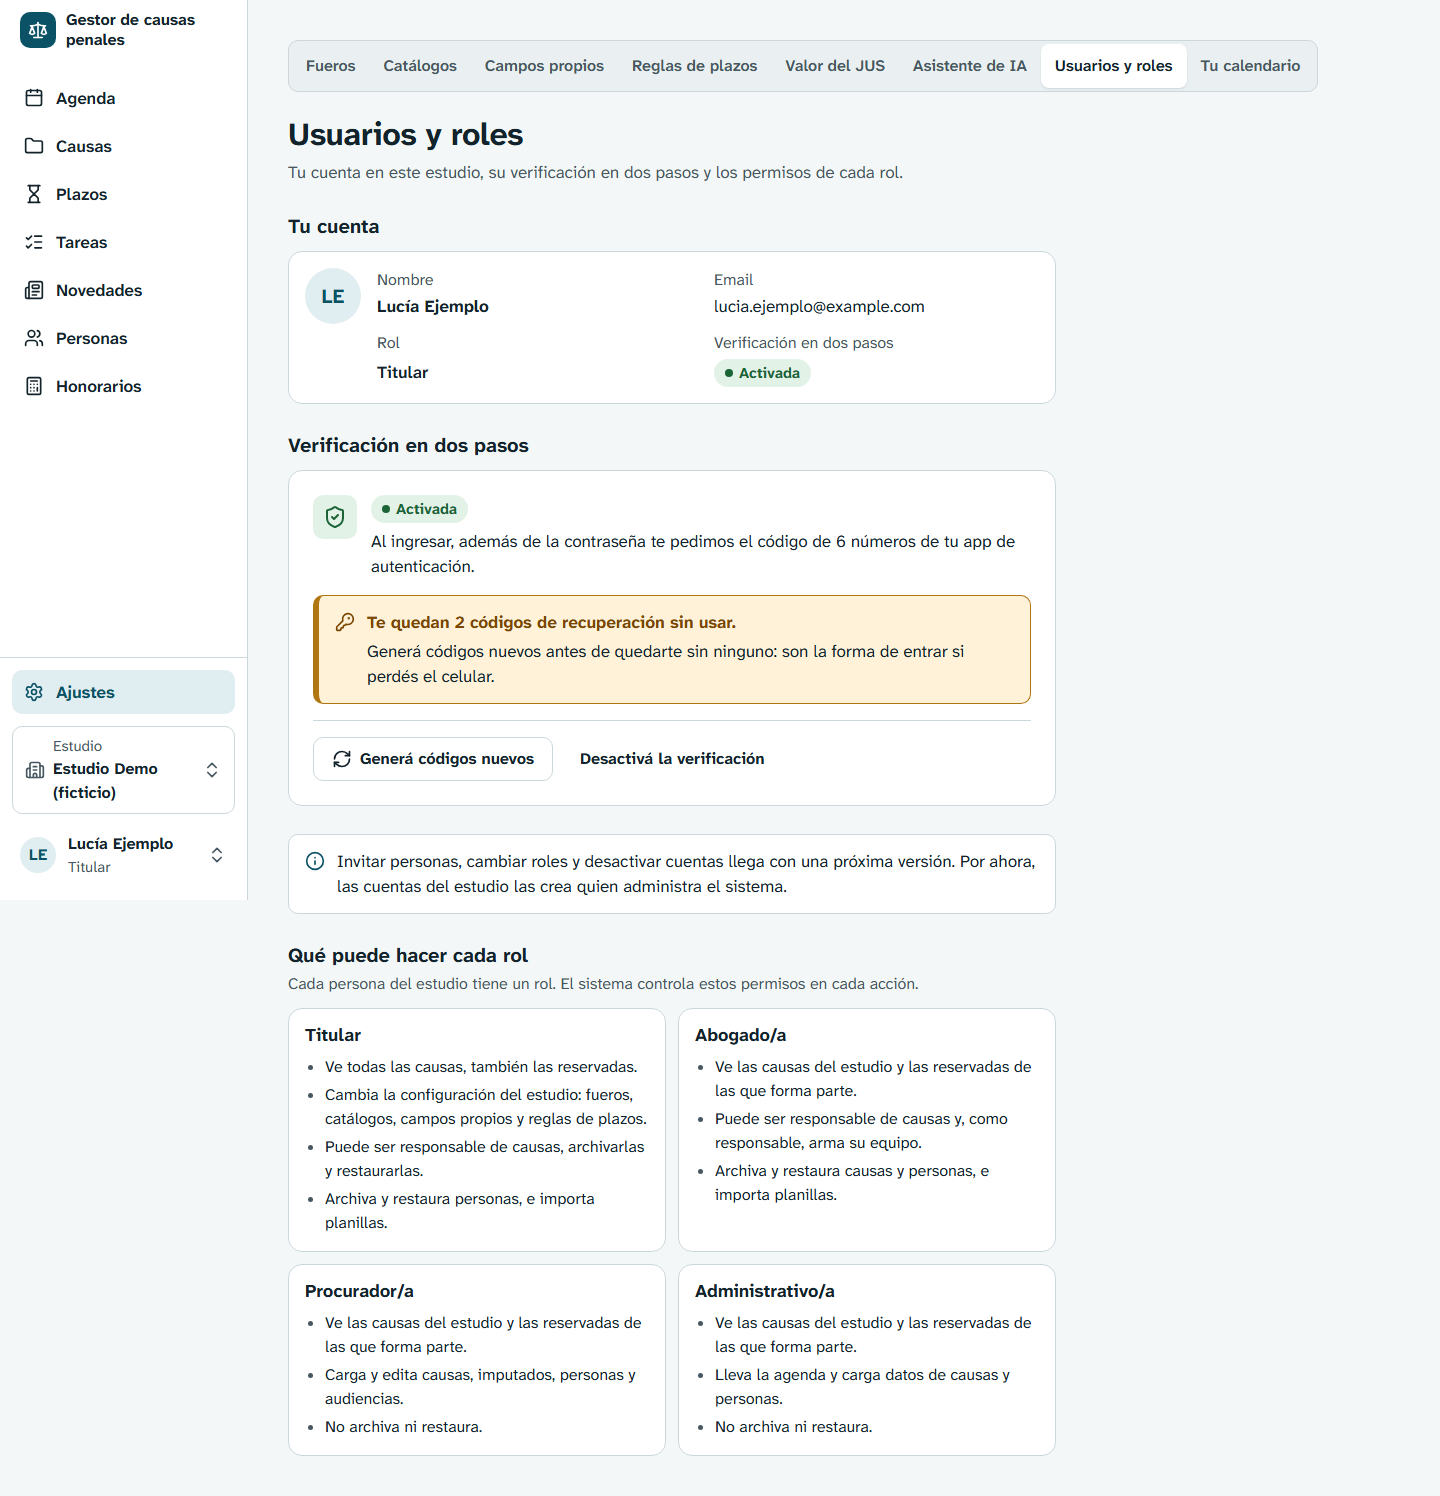 Gestor de causas
penales
Agenda
Causas
Plazos
Tareas
Novedades
Personas
Honorarios
Ajustes
Estudio
Estudio Demo
(ficticio)
LE
Lucía Ejemplo
Titular
Fueros
Catálogos
Campos propios
Reglas de plazos
Valor del JUS
Asistente de IA
Usuarios y roles
Tu calendario
Usuarios y roles
Tu cuenta en este estudio, su verificación en dos pasos y los permisos de cada rol.
Tu cuenta
LE
Nombre
Lucía Ejemplo
Email
lucia.ejemplo@example.com
Rol
Titular
Verificación en dos pasos
Activada
Verificación en dos pasos
Activada
Al ingresar, además de la contraseña te pedimos el código de 6 números de tu app de
autenticación.
Te quedan 2 códigos de recuperación sin usar.
Generá códigos nuevos antes de quedarte sin ninguno: son la forma de entrar si
perdés el celular.
Generá códigos nuevos
Desactivá la verificación
Invitar personas, cambiar roles y desactivar cuentas llega con una próxima versión. Por ahora,
las cuentas del estudio las crea quien administra el sistema.
Qué puede hacer cada rol
Cada persona del estudio tiene un rol. El sistema controla estos permisos en cada acción.
Titular
• Ve todas las causas, también las reservadas.
• Cambia la configuración del estudio: fueros,
catálogos, campos propios y reglas de plazos.
• Puede ser responsable de causas, archivarlas
y restaurarlas.
• Archiva y restaura personas, e importa
planillas.
Abogado/a
• Ve las causas del estudio y las reservadas de
las que forma parte.
• Puede ser responsable de causas y, como
responsable, arma su equipo.
• Archiva y restaura causas y personas, e
importa planillas.
Procurador/a
• Ve las causas del estudio y las reservadas de
las que forma parte.
• Carga y edita causas, imputados, personas y
audiencias.
• No archiva ni restaura.
Administrativo/a
• Ve las causas del estudio y las reservadas de
las que forma parte.
• Lleva la agenda y carga datos de causas y
personas.
• No archiva ni restaura.